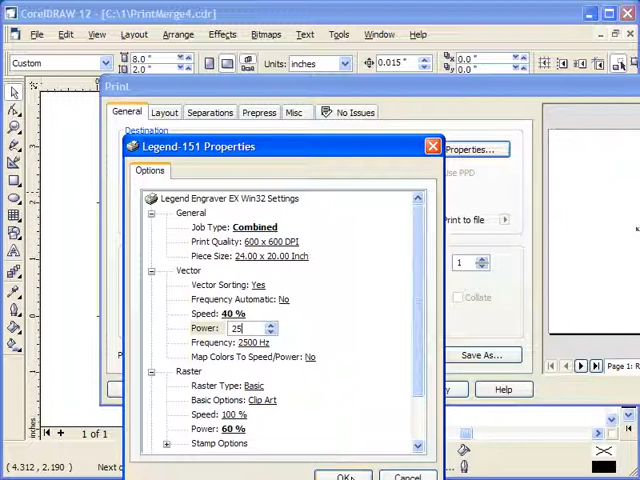 CorelDRAW 12 - [C:\1\PrintMerge4.cdr]
File Edit View Layout Arrange Effects Bitmaps Text Tools Window Help
Custom 8.0" 2.0" Units: inches 0.015" 0.0" 0.0"
Print
General Layout Separations Prepress Misc No Issues
Destination
Properties...
Legend-151 Properties
Options
Use PPD
Print to file
Legend Engraver EX Win32 Settings
General
Job Type: Combined
Print Quality: 600 x 600 DPI
Piece Size: 24.00 x 20.00 Inch
1
Collate
Vector
Vector Sorting: Yes
Frequency Automatic: No
Speed: 40 %
Power: 25
Frequency: 2500 Hz
Map Colors To Speed/Power: No
Save As...
Page 1:
Raster
Raster Type: Basic
Basic Options: Clip Art
Help
Speed: 100 %
Power: 60 %
Stamp Options
inches
1 of 1
( 4.312, 2.190 ) Next c
OK
Cancel